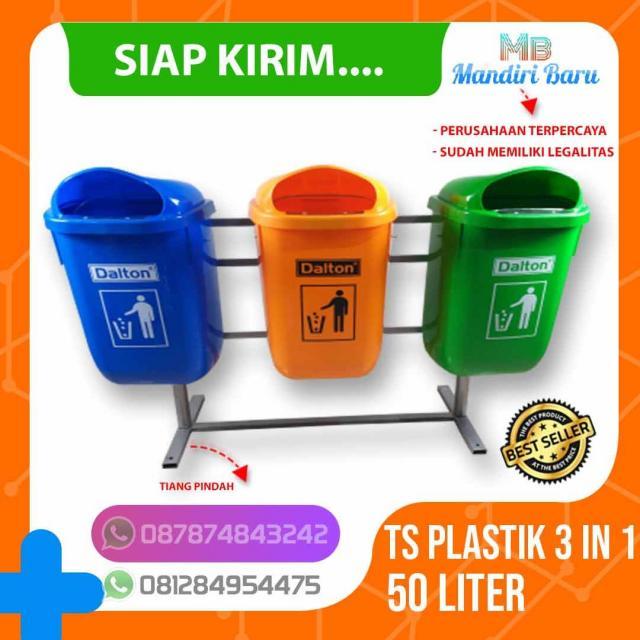 SIAP KIRIM....
MB
Mandiri Baru
- PERUSAHAAN TERPERCAYA
- SUDAH MEMILIKI LEGALITAS
Dalton®
Dalton®
Dalton®
THE BEST PRODUCT
BEST SELLER
AT THE BEST PRICE
TIANG PINDAH
087874843242
081284954475
TS PLASTIK 3 IN 1
50 LITER